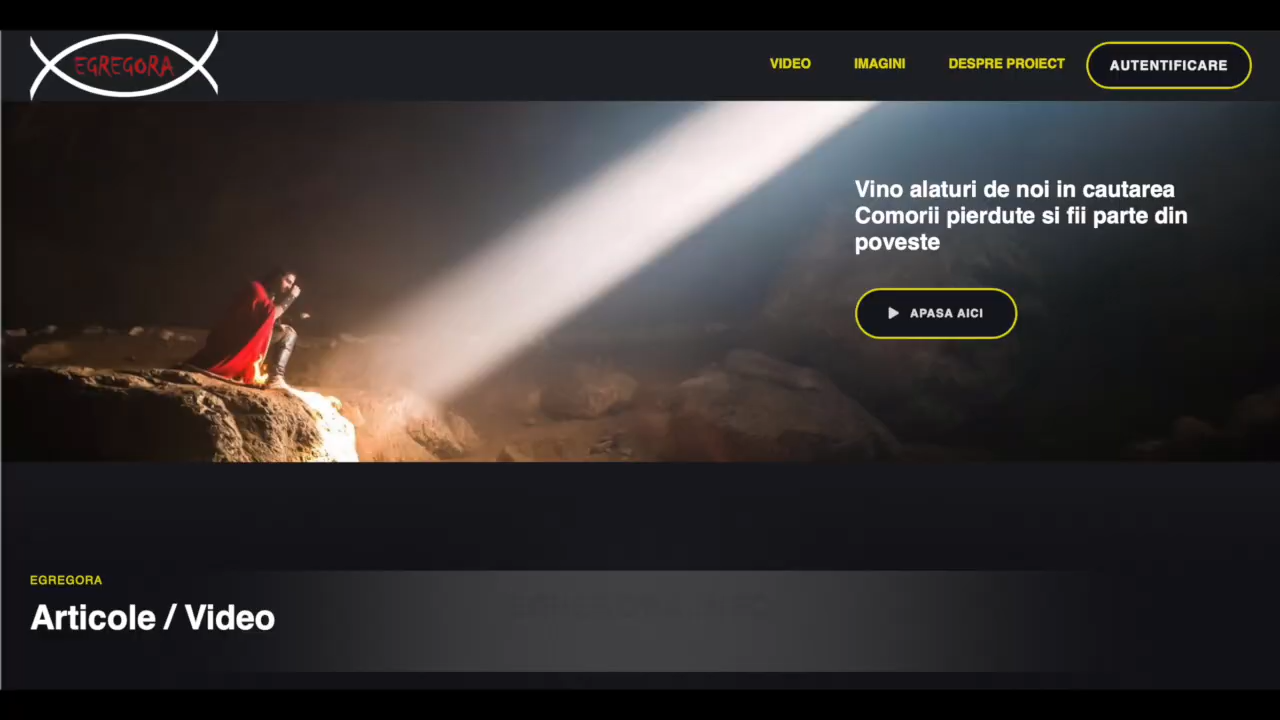 EGREGORA
VIDEO
IMAGINI
DESPRE PROIECT
AUTENTIFICARE
Vino alaturi de noi in cautarea
Comorii pierdute si fii parte din
poveste
APASA AICI
EGREGORA
Articole / Video